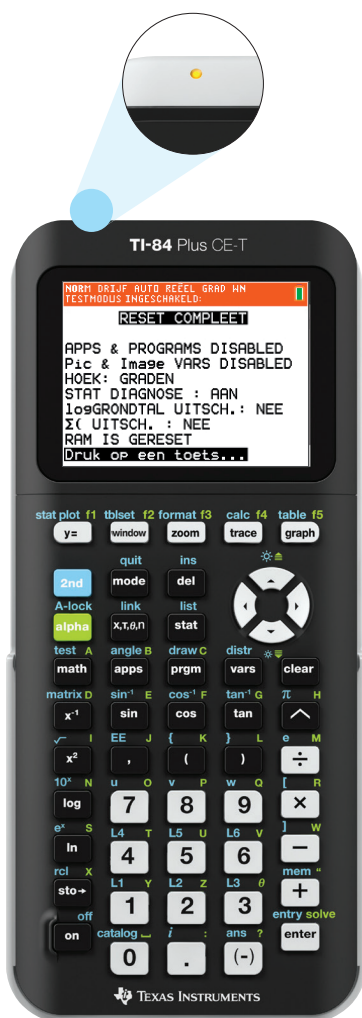 TI-84 Plus CE-T
NORM DRIJF AUTO REËEL GRAD WN
TESTMODUS INGESCHAKELD:
RESET COMPLEET
APPS & PROGRAMS DISABLED
Pic & Image VARS DISABLED
HOEK: GRADEN
STAT DIAGNOSE : AAN
logGRONDTAL UITSCH.: NEE
Σ( UITSCH. : NEE
RAM IS GERESET
Druk op een toets...
stat plot f1 tblset f2 format f3 calc f4 table f5
y= window zoom trace graph
quit ins
2nd mode del
A-lock link list
alpha X,T,θ,n stat
test A angle B draw C distr
math apps prgm vars clear
matrix D sin⁻¹ E cos⁻¹ F tan⁻¹ G π H
x⁻¹ sin cos tan ^
√ I EE J { K } L e M
x² , ( ) ÷
10ˣ N u O v P w Q [ R
log 7 8 9 ×
eˣ S L4 T L5 U L6 V ] W
ln 4 5 6 −
rcl X L1 Y L2 Z L3 θ mem "
sto→ 1 2 3 +
off catalog ⎵ i : ans ? entry solve
on 0 . (-) enter
TEXAS INSTRUMENTS